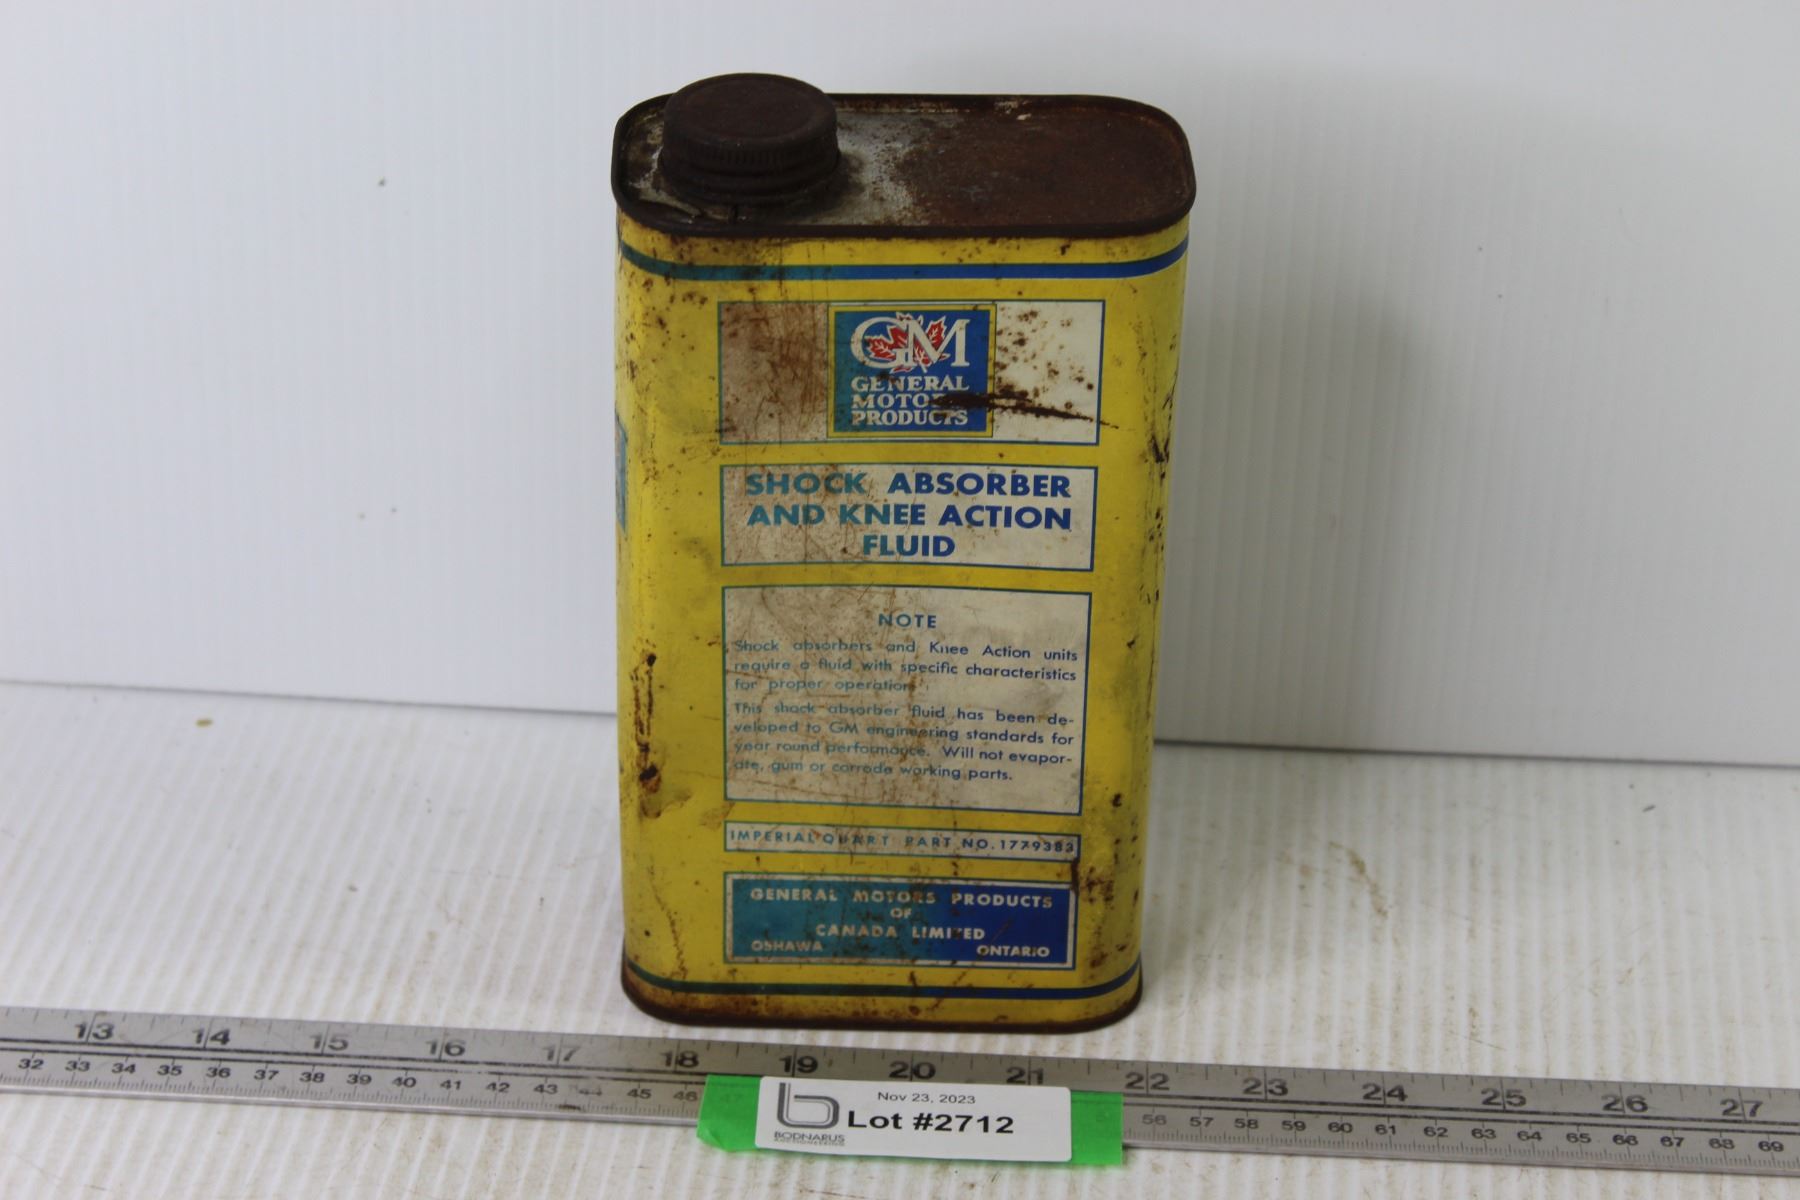 GM
GENERAL
MOTORS
PRODUCTS
SHOCK ABSORBER
AND KNEE ACTION
FLUID
NOTE
Shock absorbers and Knee Action units
require a fluid with specific characteristics
for proper operation.
This shock absorber fluid has been de-
veloped to GM engineering standards for
year round performance. Will not evapor-
ate, gum or corrode working parts.
IMPERIAL QUART PART NO. 1779383
GENERAL MOTORS PRODUCTS
OF
CANADA LIMITED
OSHAWA ONTARIO
13 14 15 16 17 18 19 20 21 22 23 24 25 26 27
32 33 34 35 36 37 38 39 40 41 42 43 44 45 46 47 56 57 58 59 60 61 62 63 64 65 66 67 68 69
Nov 23, 2023
Lot #2712
BODNARUS
AUCTIONEERING